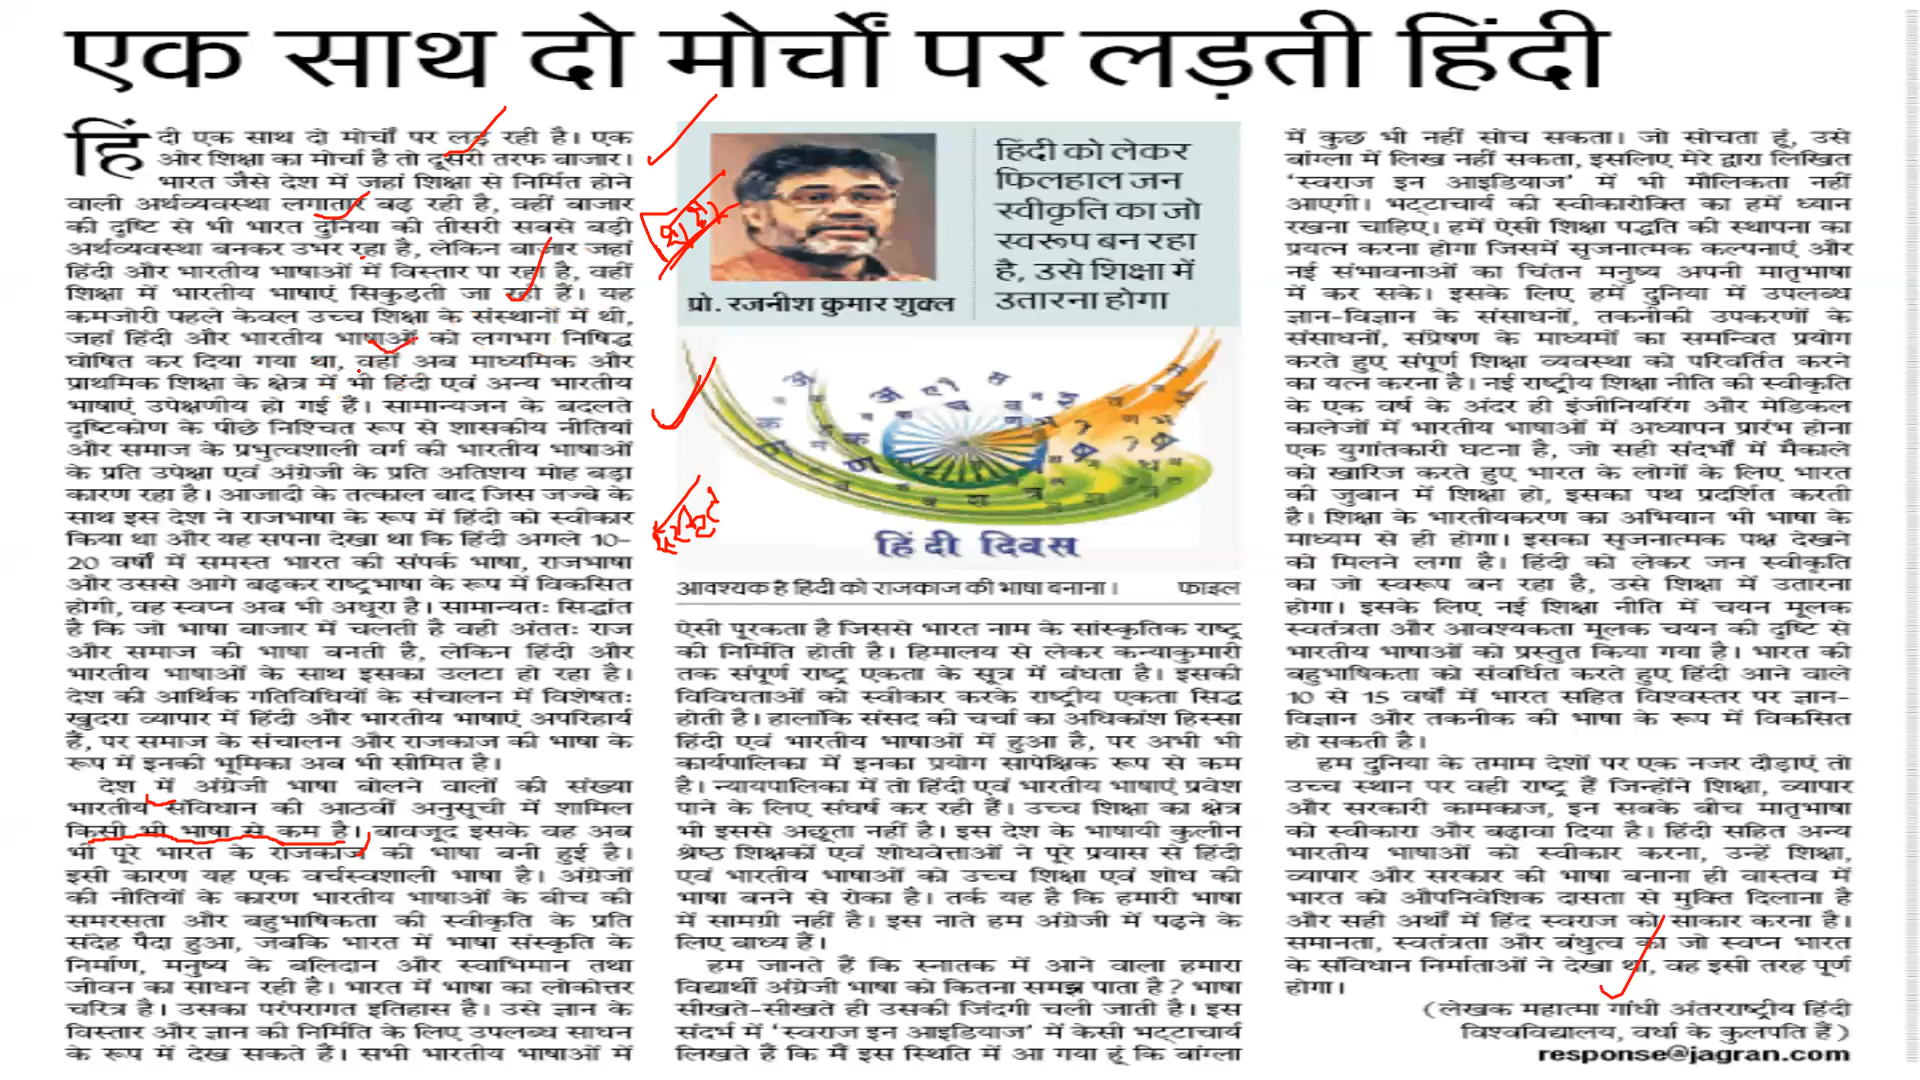 एक साथ दो मोर्चों पर लड़ती हिंदी
हिंदी एक साथ दो मोर्चों पर लड़ रही है। एक
ओर शिक्षा का मोर्चा है तो दूसरी तरफ बाजार।
भारत जैसे देश में जहां शिक्षा से निर्मित होने
वाली अर्थव्यवस्था लगातार बढ़ रही है, वहीं बाजार
की दृष्टि से भी भारत दुनिया की तीसरी सबसे बड़ी
अर्थव्यवस्था बनकर उभर रहा है, लेकिन बाजार जहां
हिंदी और भारतीय भाषाओं में विस्तार पा रहा है, वहीं
शिक्षा में भारतीय भाषाएं सिकुड़ती जा रही हैं। यह
कमजोरी पहले केवल उच्च शिक्षा के संस्थानों में थी,
जहां हिंदी और भारतीय भाषाओं को लगभग निषिद्ध
घोषित कर दिया गया था, वहीं अब माध्यमिक और
प्राथमिक शिक्षा के क्षेत्र में भी हिंदी एवं अन्य भारतीय
भाषाएं उपेक्षणीय हो गई हैं। सामान्यजन के बदलते
दृष्टिकोण के पीछे निश्चित रूप से शासकीय नीतियां
और समाज के प्रभुत्वशाली वर्ग की भारतीय भाषाओं
के प्रति उपेक्षा एवं अंग्रेजी के प्रति अतिशय मोह बड़ा
कारण रहा है। आजादी के तत्काल बाद जिस जज्बे के
साथ इस देश ने राजभाषा के रूप में हिंदी को स्वीकार
किया था और यह सपना देखा था कि हिंदी अगले 10-
20 वर्षों में समस्त भारत की संपर्क भाषा, राजभाषा
और उससे आगे बढ़कर राष्ट्रभाषा के रूप में विकसित
होगी, वह स्वप्न अब भी अधूरा है। सामान्यतः सिद्धांत
है कि जो भाषा बाजार में चलती है वही अंततः राज
और समाज की भाषा बनती है, लेकिन हिंदी और
भारतीय भाषाओं के साथ इसका उलटा हो रहा है।
देश की आर्थिक गतिविधियों के संचालन में विशेषतः
खुदरा व्यापार में हिंदी और भारतीय भाषाएं अपरिहार्य
हैं, पर समाज के संचालन और राजकाज की भाषा के
रूप में इनकी भूमिका अब भी सीमित है।
देश में अंग्रेजी भाषा बोलने वालों की संख्या
भारतीय संविधान की आठवीं अनुसूची में शामिल
किसी भी भाषा से कम है। बावजूद इसके वह अब
भी पूरे भारत के राजकाज की भाषा बनी हुई है।
इसी कारण यह एक वर्चस्वशाली भाषा है। अंग्रेजों
की नीतियों के कारण भारतीय भाषाओं के बीच की
समरसता और बहुभाषिकता की स्वीकृति के प्रति
संदेह पैदा हुआ, जबकि भारत में भाषा संस्कृति के
निर्माण, मनुष्य के बलिदान और स्वाभिमान तथा
जीवन का साधन रही है। भारत में भाषा का लोकोत्तर
चरित्र है। उसका परंपरागत इतिहास है। उसे ज्ञान के
विस्तार और ज्ञान की निर्मिति के लिए उपलब्ध साधन
के रूप में देख सकते हैं। सभी भारतीय भाषाओं में
प्रो. रजनीश कुमार शुक्ल
हिंदी को लेकर
फिलहाल जन
स्वीकृति का जो
स्वरूप बन रहा
है, उसे शिक्षा में
उतारना होगा
हिंदी दिवस
आवश्यक है हिंदी को राजकाज की भाषा बनाना। फाइल
ऐसी पूरकता है जिससे भारत नाम के सांस्कृतिक राष्ट्र
की निर्मिति होती है। हिमालय से लेकर कन्याकुमारी
तक संपूर्ण राष्ट्र एकता के सूत्र में बंधता है। इसकी
विविधताओं को स्वीकार करके राष्ट्रीय एकता सिद्ध
होती है। हालांकि संसद की चर्चा का अधिकांश हिस्सा
हिंदी एवं भारतीय भाषाओं में हुआ है, पर अभी भी
कार्यपालिका में इनका प्रयोग सापेक्षिक रूप से कम
है। न्यायपालिका में तो हिंदी एवं भारतीय भाषाएं प्रवेश
पाने के लिए संघर्ष कर रही हैं। उच्च शिक्षा का क्षेत्र
भी इससे अछूता नहीं है। इस देश के भाषायी कुलीन
श्रेष्ठ शिक्षकों एवं शोधवेत्ताओं ने पूरे प्रयास से हिंदी
एवं भारतीय भाषाओं को उच्च शिक्षा एवं शोध की
भाषा बनने से रोका है। तर्क यह है कि हमारी भाषा
में सामग्री नहीं है। इस नाते हम अंग्रेजी में पढ़ने के
लिए बाध्य हैं।
हम जानते हैं कि स्नातक में आने वाला हमारा
विद्यार्थी अंग्रेजी भाषा को कितना समझ पाता है? भाषा
सीखते-सीखते ही उसकी जिंदगी चली जाती है। इस
संदर्भ में ‘स्वराज इन आइडियाज’ में केसी भट्टाचार्य
लिखते हैं कि मैं इस स्थिति में आ गया हूं कि बांग्ला
में कुछ भी नहीं सोच सकता। जो सोचता हूं, उसे
बांग्ला में लिख नहीं सकता, इसलिए मेरे द्वारा लिखित
‘स्वराज इन आइडियाज’ में भी मौलिकता नहीं
आएगी। भट्टाचार्य की स्वीकारोक्ति का हमें ध्यान
रखना चाहिए। हमें ऐसी शिक्षा पद्धति की स्थापना का
प्रयत्न करना होगा जिसमें सृजनात्मक कल्पनाएं और
नई संभावनाओं का चिंतन मनुष्य अपनी मातृभाषा
में कर सके। इसके लिए हमें दुनिया में उपलब्ध
ज्ञान-विज्ञान के संसाधनों, तकनीकी उपकरणों के
संसाधनों, संप्रेषण के माध्यमों का समन्वित प्रयोग
करते हुए संपूर्ण शिक्षा व्यवस्था को परिवर्तित करने
का यत्न करना है। नई राष्ट्रीय शिक्षा नीति की स्वीकृति
के एक वर्ष के अंदर ही इंजीनियरिंग और मेडिकल
कालेजों में भारतीय भाषाओं में अध्यापन प्रारंभ होना
एक युगांतकारी घटना है, जो सही संदर्भों में मैकाले
को खारिज करते हुए भारत के लोगों के लिए भारत
की जुबान में शिक्षा हो, इसका पथ प्रदर्शित करती
है। शिक्षा के भारतीयकरण का अभियान भी भाषा के
माध्यम से ही होगा। इसका सृजनात्मक पक्ष देखने
को मिलने लगा है। हिंदी को लेकर जन स्वीकृति
का जो स्वरूप बन रहा है, उसे शिक्षा में उतारना
होगा। इसके लिए नई शिक्षा नीति में चयन मूलक
स्वतंत्रता और आवश्यकता मूलक चयन की दृष्टि से
भारतीय भाषाओं को प्रस्तुत किया गया है। भारत की
बहुभाषिकता को संवर्धित करते हुए हिंदी आने वाले
10 से 15 वर्षों में भारत सहित विश्वस्तर पर ज्ञान-
विज्ञान और तकनीक की भाषा के रूप में विकसित
हो सकती है।
हम दुनिया के तमाम देशों पर एक नजर दौड़ाएं तो
उच्च स्थान पर वही राष्ट्र हैं जिन्होंने शिक्षा, व्यापार
और सरकारी कामकाज, इन सबके बीच मातृभाषा
को स्वीकारा और बढ़ावा दिया है। हिंदी सहित अन्य
भारतीय भाषाओं को स्वीकार करना, उन्हें शिक्षा,
व्यापार और सरकार की भाषा बनाना ही वास्तव में
भारत को औपनिवेशिक दासता से मुक्ति दिलाना है
और सही अर्थों में हिंद स्वराज को साकार करना है।
समानता, स्वतंत्रता और बंधुत्व का जो स्वप्न भारत
के संविधान निर्माताओं ने देखा था, वह इसी तरह पूर्ण
होगा।
(लेखक महात्मा गांधी अंतरराष्ट्रीय हिंदी
विश्वविद्यालय, वर्धा के कुलपति हैं)
response@jagran.com